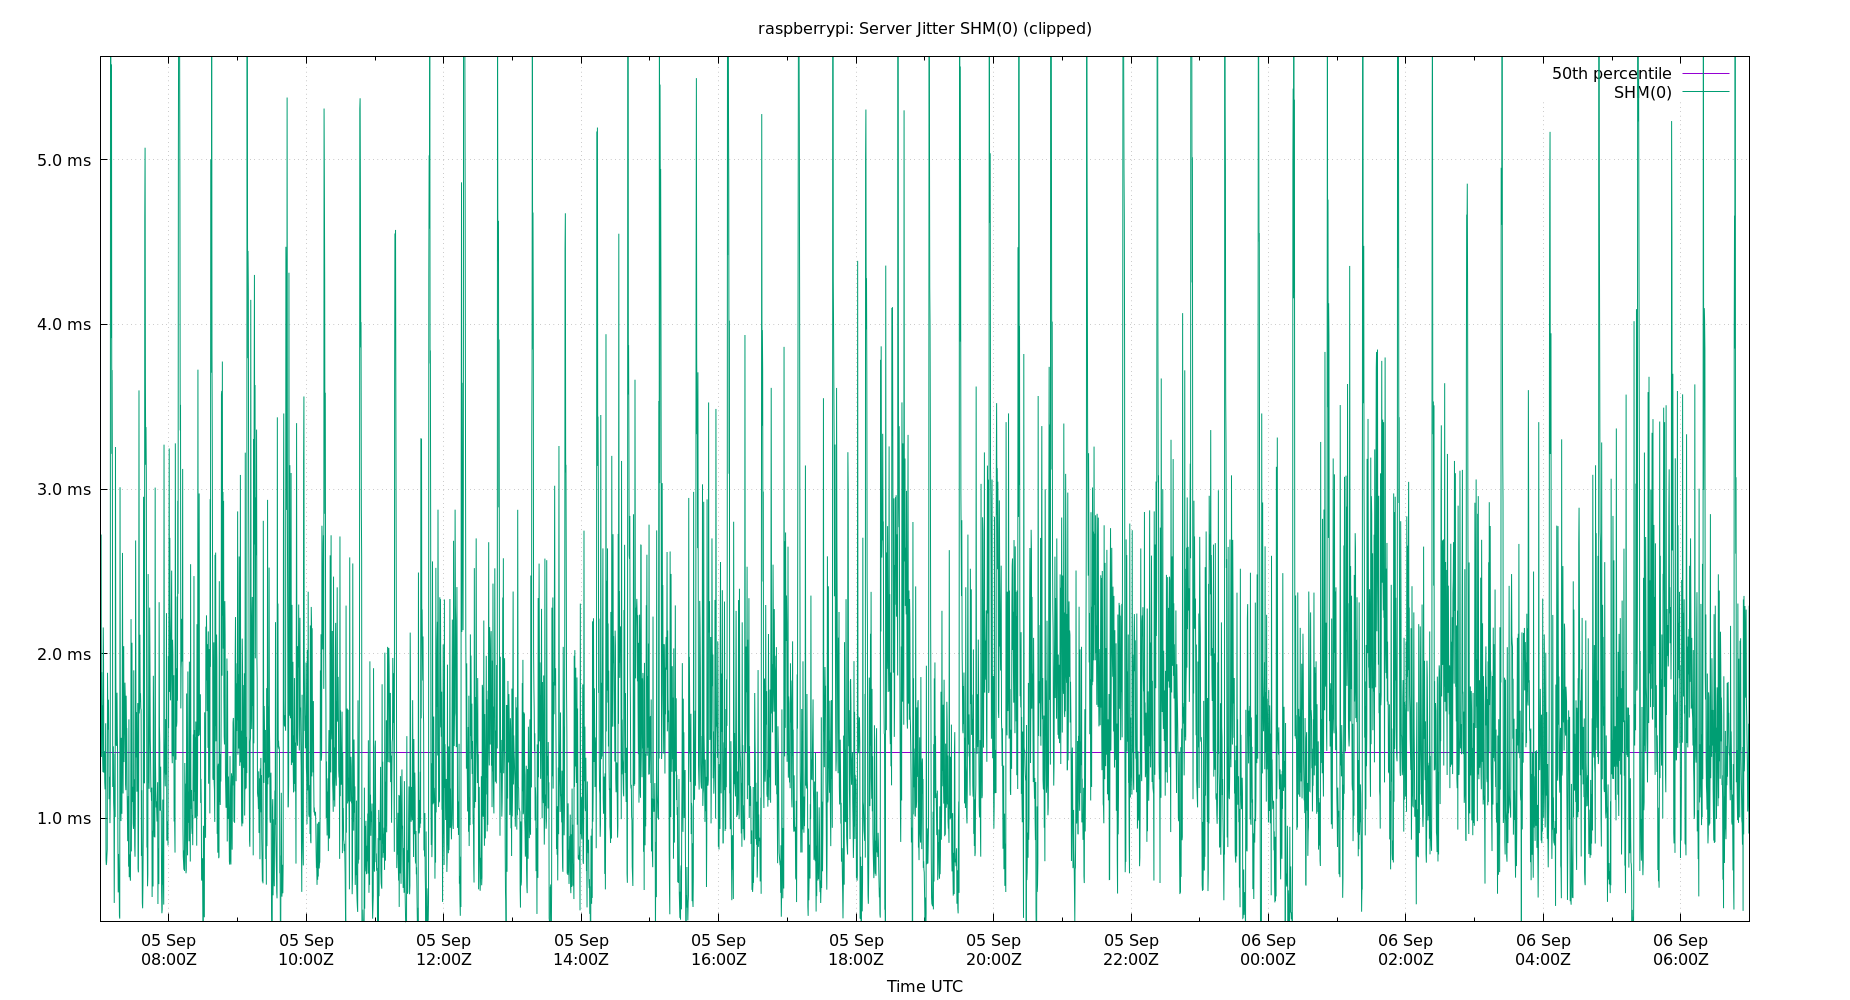 raspberrypi: Server Jitter SHM(0) (clipped)
50th percentile
SHM(0)
5.0 ms
4.0 ms
3.0 ms
2.0 ms
1.0 ms
05 Sep 05 Sep 05 Sep 05 Sep 05 Sep 05 Sep 05 Sep 05 Sep 06 Sep 06 Sep 06 Sep 06 Sep
08:00Z 10:00Z 12:00Z 14:00Z 16:00Z 18:00Z 20:00Z 22:00Z 00:00Z 02:00Z 04:00Z 06:00Z
Time UTC